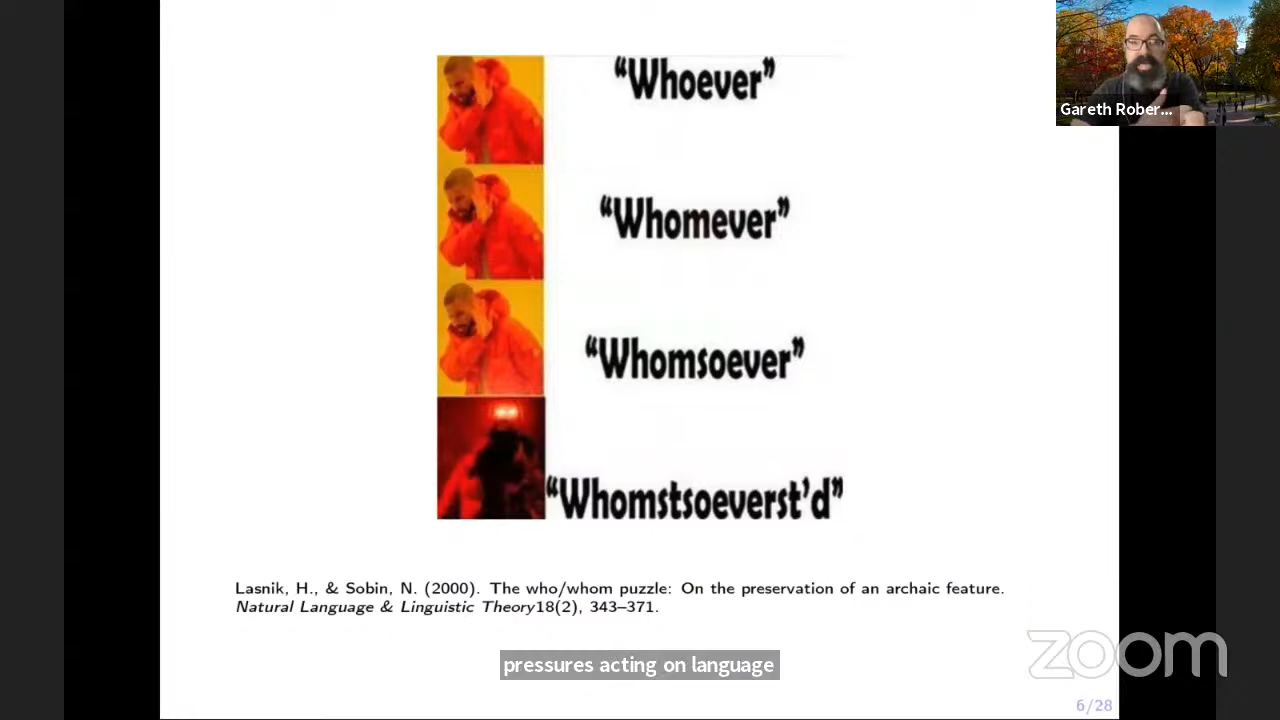 “Whoever”
Gareth Rober...
“Whomever”
“Whomsoever”
“Whomstsoeverst’d”
Lasnik, H., & Sobin, N. (2000). The who/whom puzzle: On the preservation of an archaic feature.
Natural Language & Linguistic Theory18(2), 343–371.
pressures acting on language
zoom
6/28